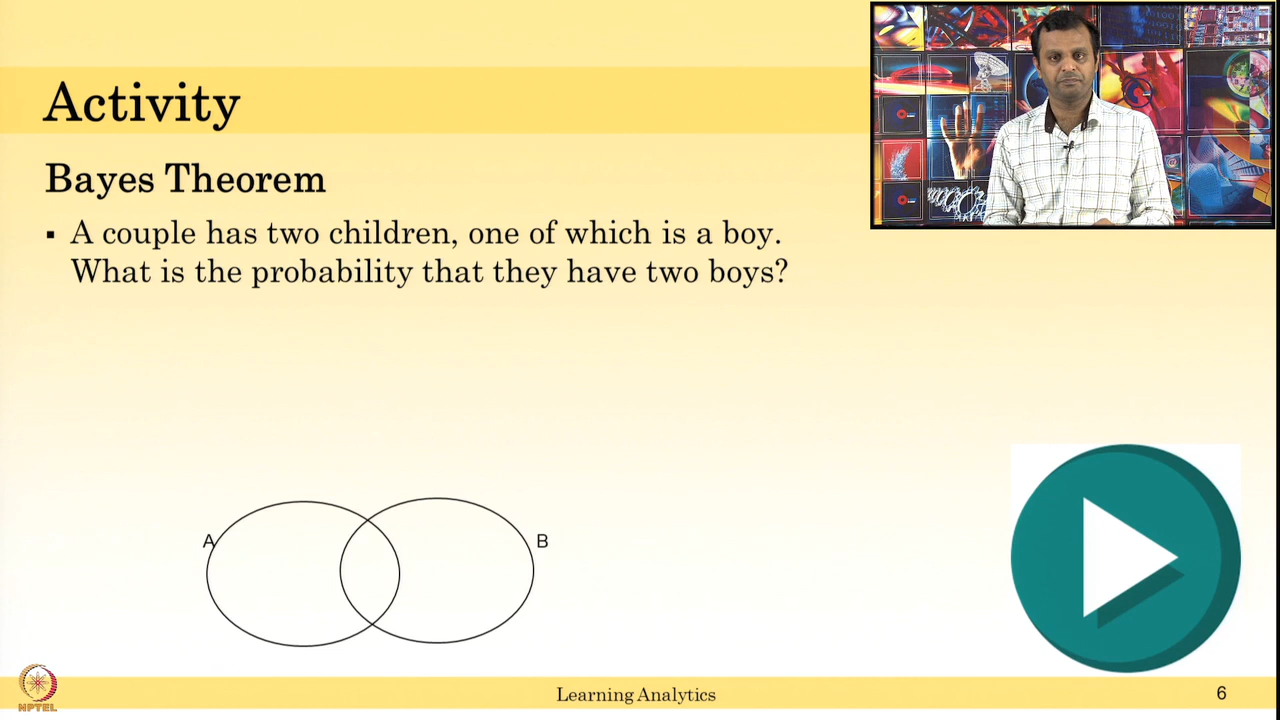 Activity
Bayes Theorem
▪ A couple has two children, one of which is a boy.
What is the probability that they have two boys?
A
B
NPTEL
Learning Analytics
6